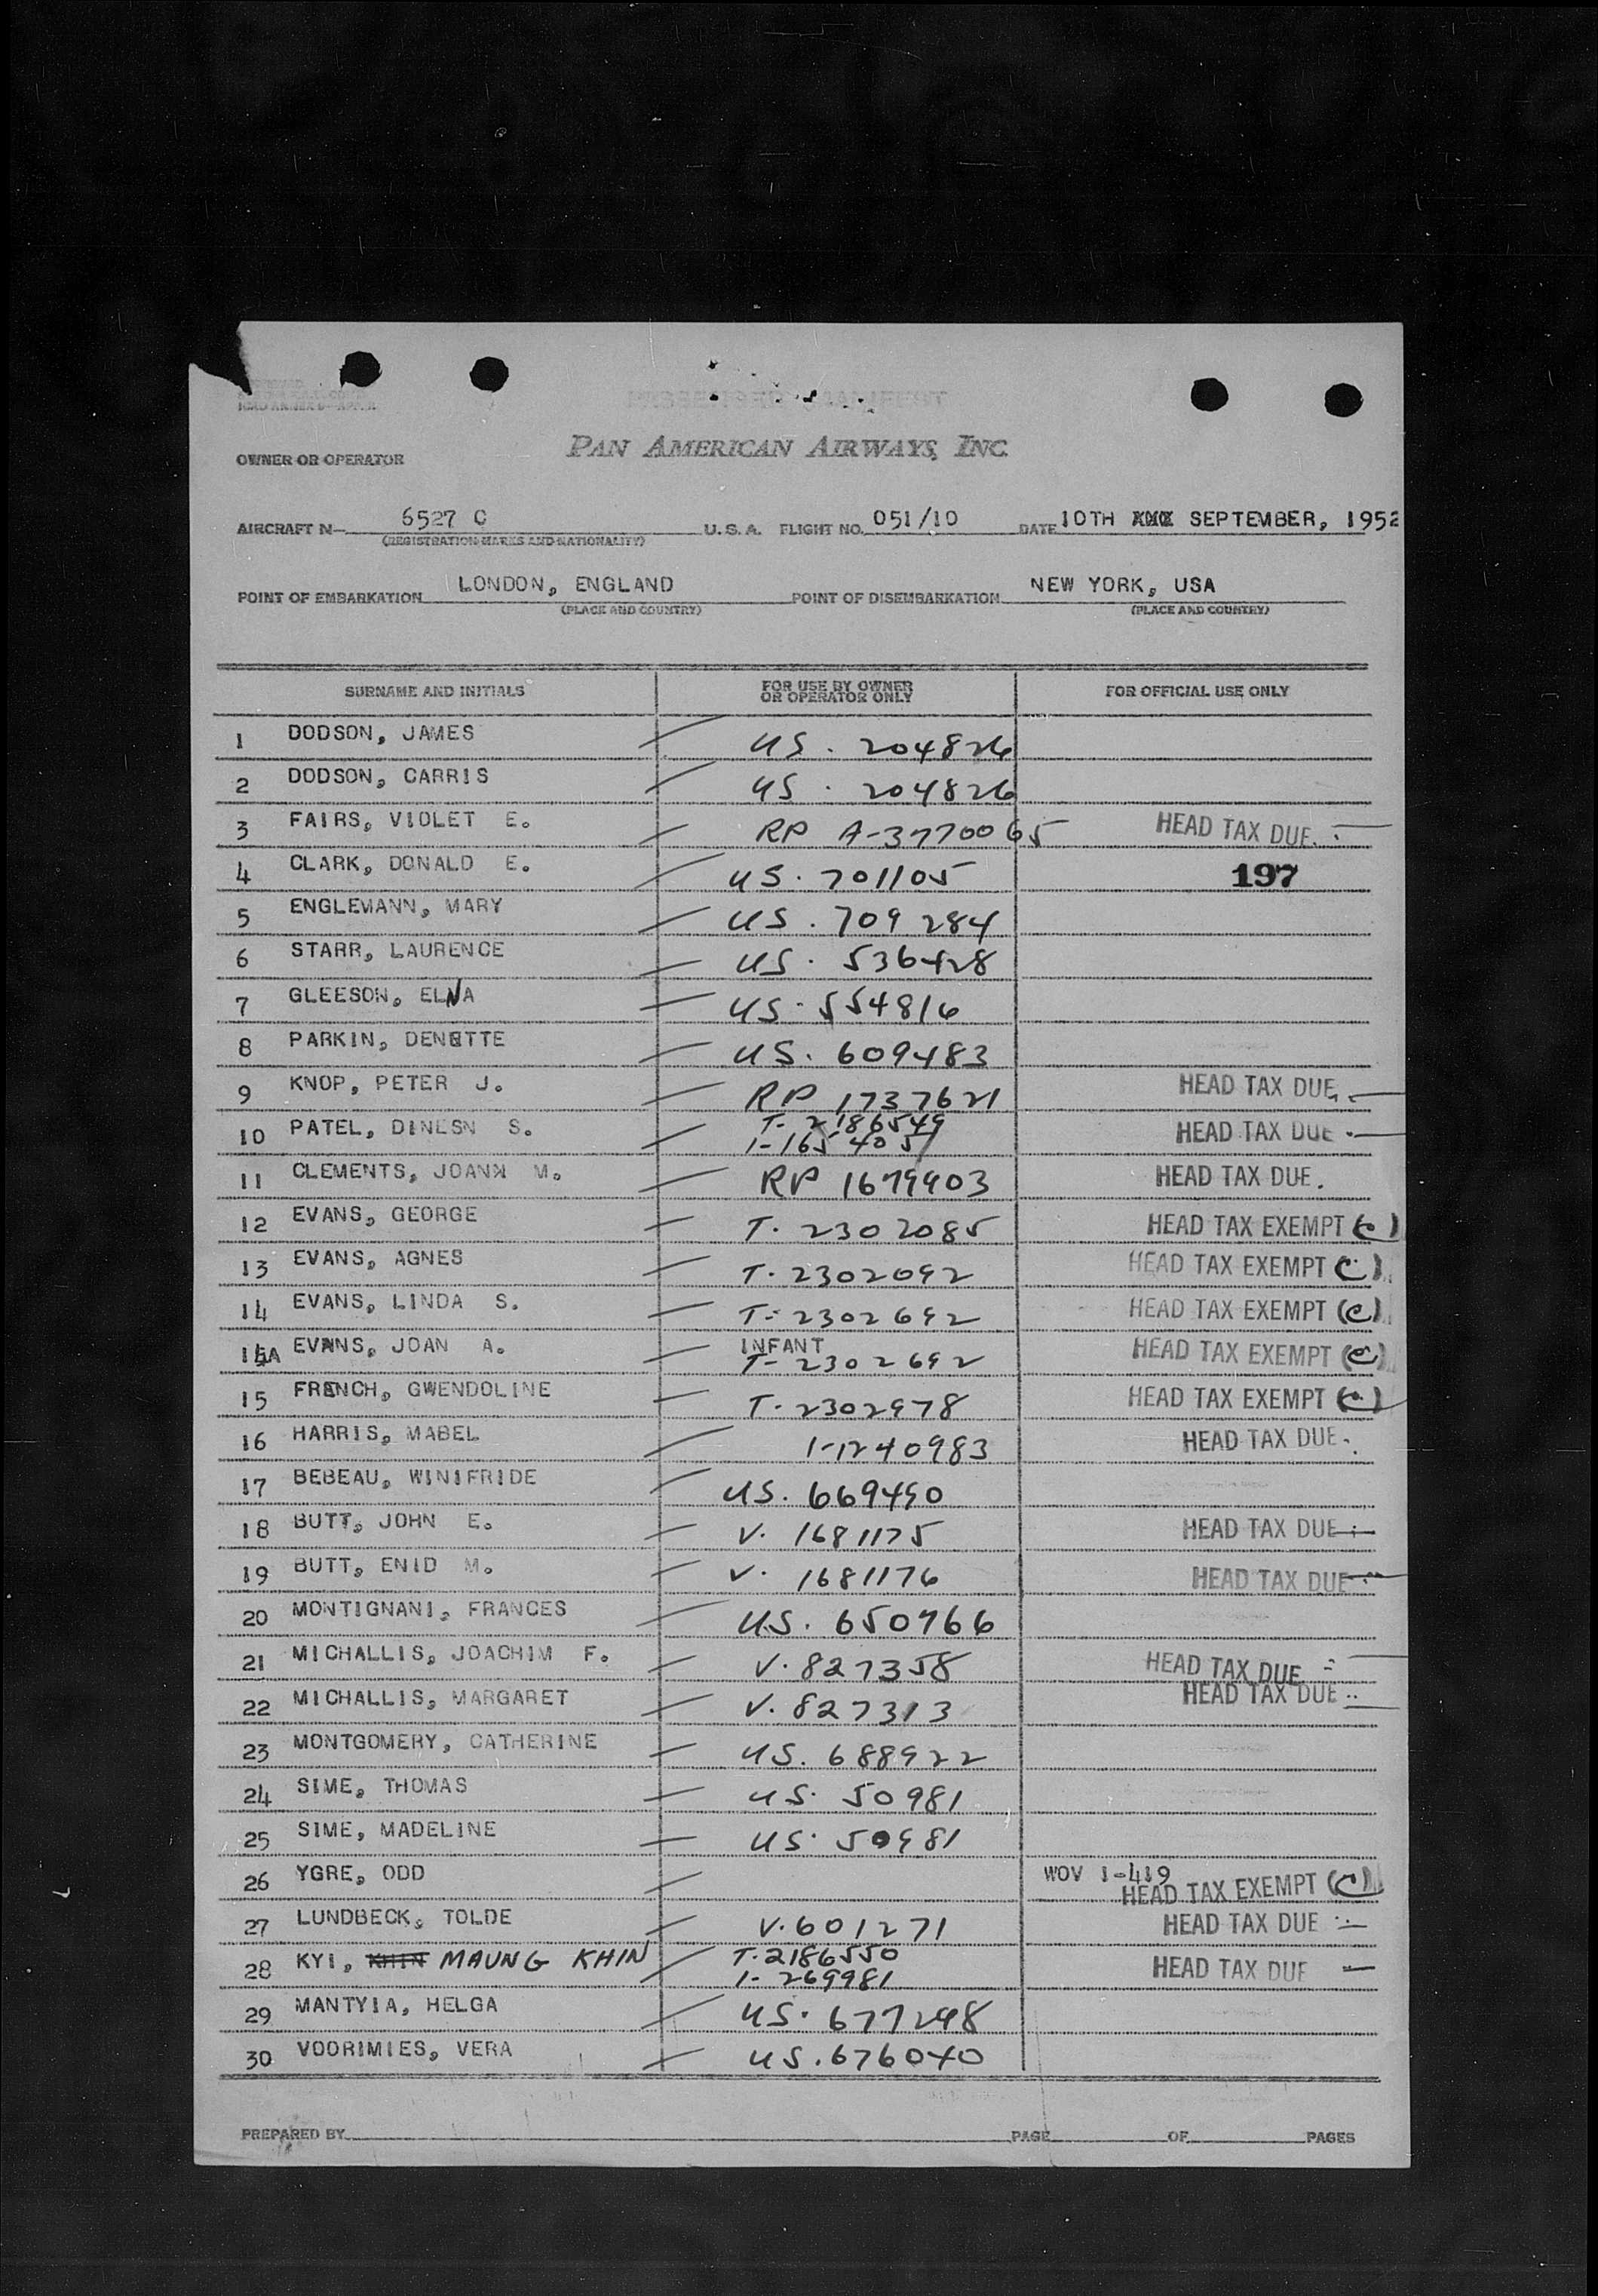 PASSENGER MANIFEST
OWNER OR OPERATOR PAN AMERICAN AIRWAYS, INC.
AIRCRAFT N- 6527 C U.S.A. FLIGHT NO. 051/10 DATE 10TH XXX SEPTEMBER, 1952
(REGISTRATION MARKS AND NATIONALITY)
POINT OF EMBARKATION LONDON, ENGLAND POINT OF DISEMBARKATION NEW YORK, USA
(PLACE AND COUNTRY) (PLACE AND COUNTRY)
SURNAME AND INITIALS FOR USE BY OWNER OR OPERATOR ONLY FOR OFFICIAL USE ONLY
1 DODSON, JAMES US. 204826
2 DODSON, CARRIS US. 204826
3 FAIRS, VIOLET E. RP A-3770065 HEAD TAX DUE.
4 CLARK, DONALD E. US. 701105 197
5 ENGLEMANN, MARY US. 709284
6 STARR, LAURENCE US. 536428
7 GLEESON, ELNA US. 554816
8 PARKIN, DENETTE US. 609483
9 KNOP, PETER J. RP 1737621 HEAD TAX DUE.
10 PATEL, DINESN S. T-2186549 HEAD TAX DUE.
1-1654057
11 CLEMENTS, JOANN M. RP 1679903 HEAD TAX DUE.
12 EVANS, GEORGE T. 2302085 HEAD TAX EXEMPT (C)
13 EVANS, AGNES T. 2302092 HEAD TAX EXEMPT (C)
14 EVANS, LINDA S. T- 2302692 HEAD TAX EXEMPT (C)
14A EVANS, JOAN A. INFANT HEAD TAX EXEMPT (C)
T- 2302692
15 FRENCH, GWENDOLINE T. 2302978 HEAD TAX EXEMPT (C)
16 HARRIS, MABEL 1-1240983 HEAD TAX DUE.
17 BEBEAU, WINIFRIDE US. 669490
18 BUTT, JOHN E. V. 1681175 HEAD TAX DUE
19 BUTT, ENID M. V. 1681176 HEAD TAX DUE
20 MONTIGNANI, FRANCES US. 650766
21 MICHALLIS, JOACHIM F. V. 827358 HEAD TAX DUE
22 MICHALLIS, MARGARET V. 827313 HEAD TAX DUE
23 MONTGOMERY, CATHERINE US. 688922
24 SIME, THOMAS US. 50981
25 SIME, MADELINE US. 50981
26 YGRE, ODD WOV 1-419
HEAD TAX EXEMPT (C)
27 LUNDBECK, TOLDE V. 601271 HEAD TAX DUE
28 KYI, KHIN MAUNG KHIN T. 2186550 HEAD TAX DUE
1- 269981
29 MANTYIA, HELGA US. 677298
30 VOORIMIES, VERA US. 676040
PREPARED BY PAGE OF PAGES